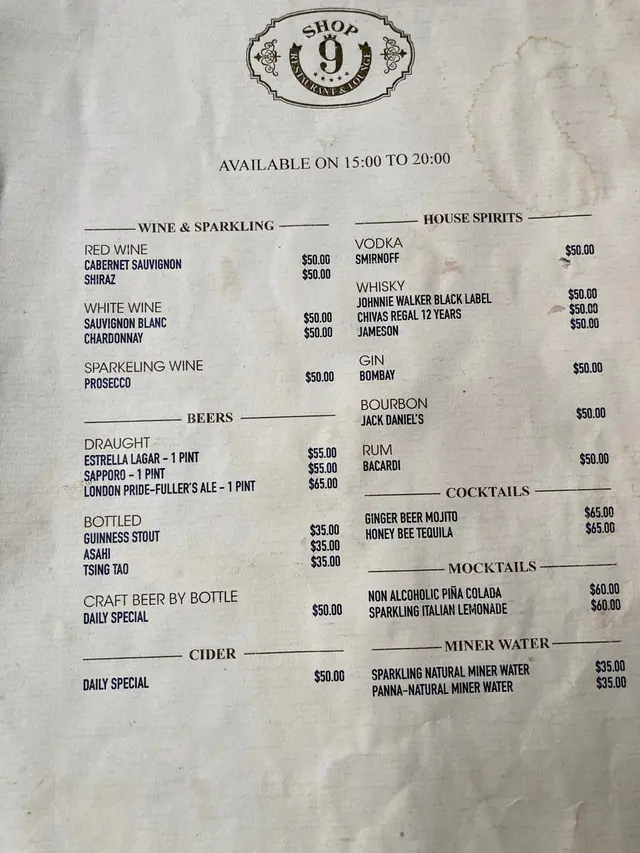 SHOP
9
RESTAURANT & LOUNGE
AVAILABLE ON 15:00 TO 20:00
WINE & SPARKLING
RED WINE
CABERNET SAUVIGNON $50.00
SHIRAZ $50.00
WHITE WINE
SAUVIGNON BLANC $50.00
CHARDONNAY $50.00
SPARKELING WINE
PROSECCO $50.00
BEERS
DRAUGHT
ESTRELLA LAGAR - 1 PINT $55.00
SAPPORO - 1 PINT $55.00
LONDON PRIDE-FULLER'S ALE - 1 PINT $65.00
BOTTLED
GUINNESS STOUT $35.00
ASAHI $35.00
TSING TAO $35.00
CRAFT BEER BY BOTTLE
DAILY SPECIAL $50.00
CIDER
DAILY SPECIAL $50.00
HOUSE SPIRITS
VODKA
SMIRNOFF $50.00
WHISKY
JOHNNIE WALKER BLACK LABEL $50.00
CHIVAS REGAL 12 YEARS $50.00
JAMESON $50.00
GIN
BOMBAY $50.00
BOURBON
JACK DANIEL'S $50.00
RUM
BACARDI $50.00
COCKTAILS
GINGER BEER MOJITO $65.00
HONEY BEE TEQUILA $65.00
MOCKTAILS
NON ALCOHOLIC PIÑA COLADA $60.00
SPARKLING ITALIAN LEMONADE $60.00
MINER WATER
SPARKLING NATURAL MINER WATER $35.00
PANNA-NATURAL MINER WATER $35.00